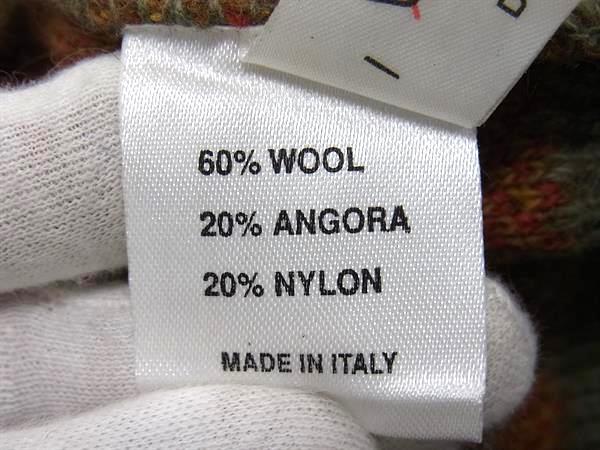 60% WOOL
20% ANGORA
20% NYLON
MADE IN ITALY